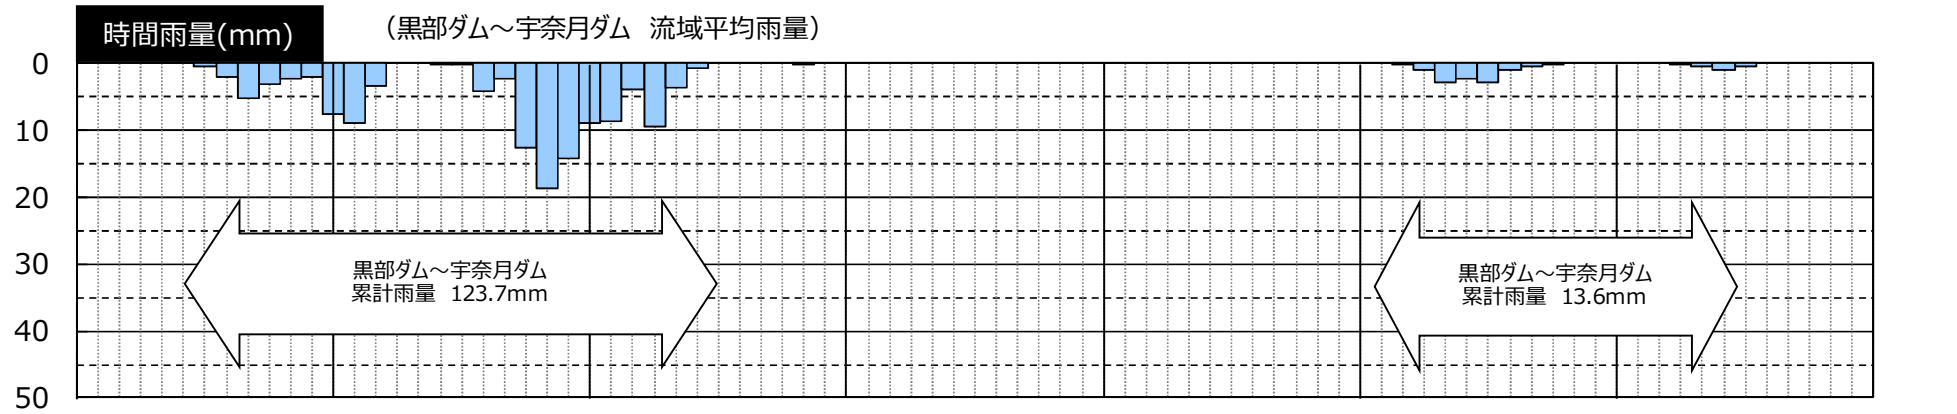 時間雨量(mm)
（黒部ダム～宇奈月ダム　流域平均雨量）
0
10
20
30
40
50
黒部ダム～宇奈月ダム
累計雨量　123.7mm
黒部ダム～宇奈月ダム
累計雨量　13.6mm